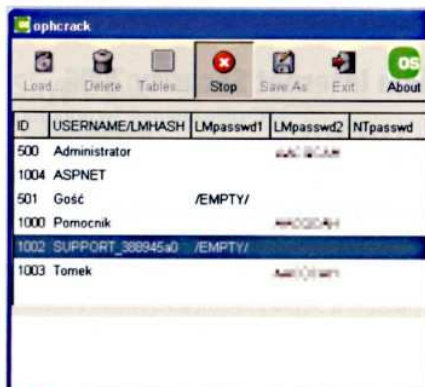 ophcrack
Load... Delete Tables... Stop Save As Exit About
OS
ID USERNAME/LMHASH LMpasswd1 LMpasswd2 NTpasswd
500 Administrator
1004 ASPNET
501 Gość /EMPTY/
1000 Pomocnik
1002 SUPPORT_388945a0 /EMPTY/
1003 Tomek